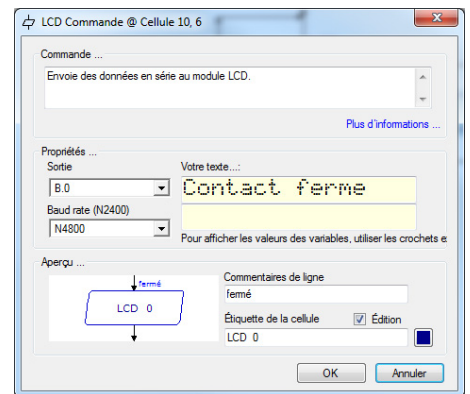 LCD Commande @ Cellule 10, 6
Commande ...
Envoie des données en série au module LCD.
Plus d'informations ...
Propriétés ...
Sortie
Votre texte...:
B.0
Contact ferme
Baud rate (N2400)
N4800
Pour afficher les valeurs des variables, utiliser les crochets e
Aperçu ...
Commentaires de ligne
fermé
fermé
LCD 0
Étiquette de la cellule
Édition
LCD 0
OK
Annuler